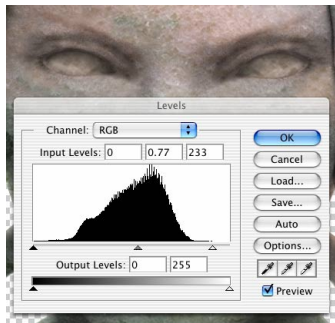 Levels
Channel: RGB
OK
Input Levels: 0 0.77 233
Cancel
Load...
Save...
Auto
Options...
Output Levels: 0 255
Preview